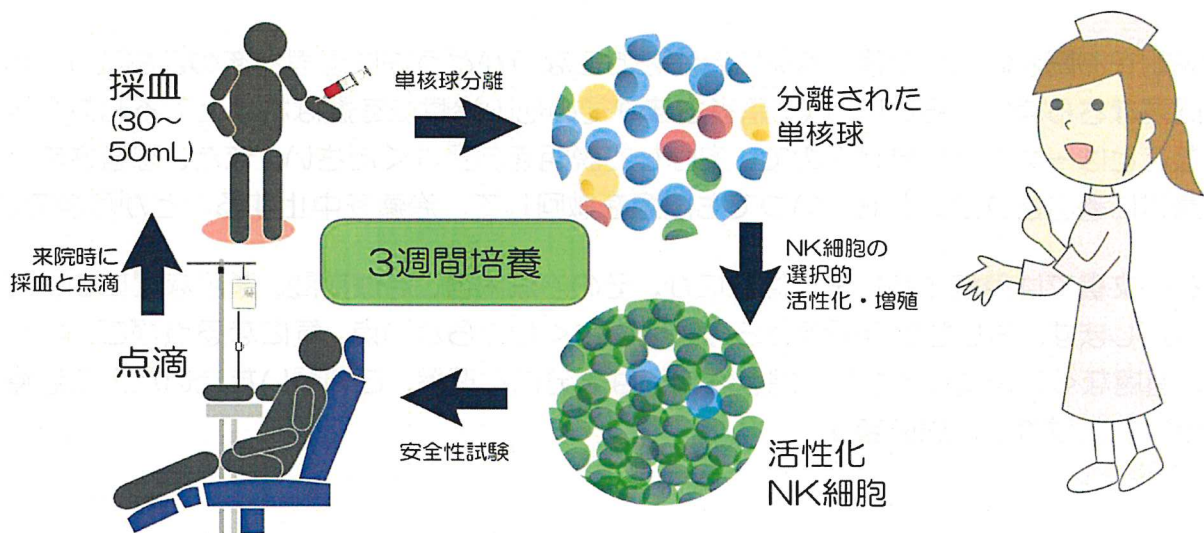 採血
(30～
50mL)
単核球分離
分離された
単核球
3週間培養
NK細胞の
選択的
活性化・増殖
来院時に
採血と点滴
点滴
安全性試験
活性化
NK細胞